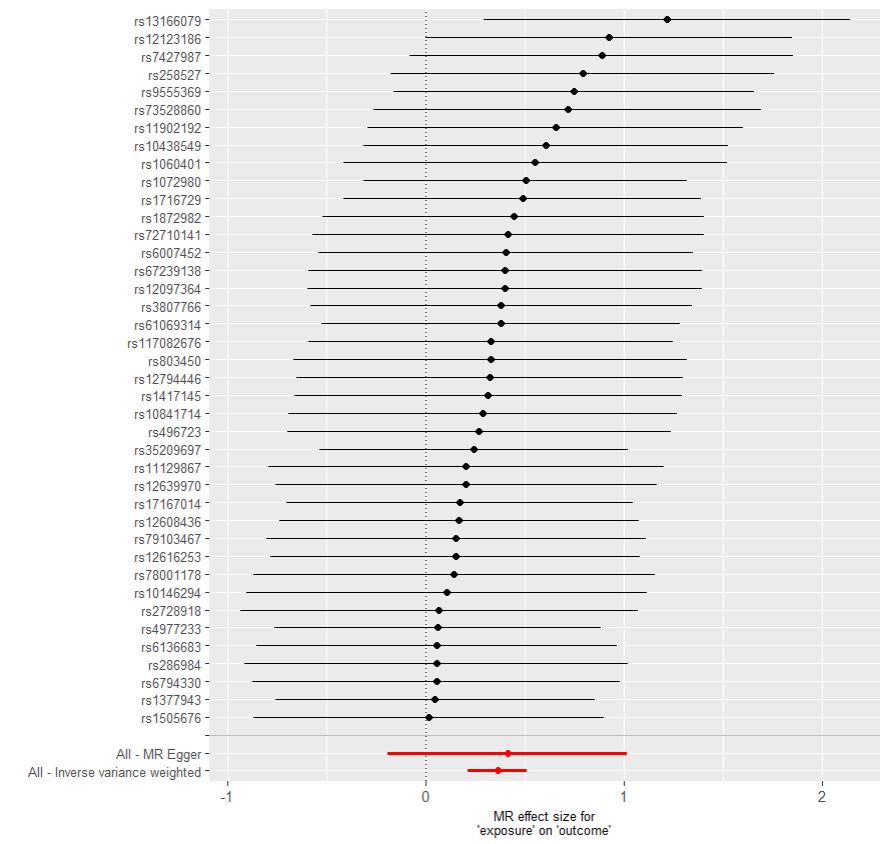 rs13166079
rs12123186
rs7427987
rs258527
rs9555369
rs73528860
rs11902192
rs10438549
rs1060401
rs1072980
rs1716729
rs1872982
rs72710141
rs6007452
rs67239138
rs12097364
rs3807766
rs61069314
rs117082676
rs803450
rs12794446
rs1417145
rs10841714
rs496723
rs35209697
rs11129867
rs12639970
rs17167014
rs12608436
rs79103467
rs12616253
rs78001178
rs10146294
rs2728918
rs4977233
rs6136683
rs286984
rs6794330
rs1377943
rs1505676
All - MR Egger
All - Inverse variance weighted
-1 0 1 2
MR effect size for
'exposure' on 'outcome'